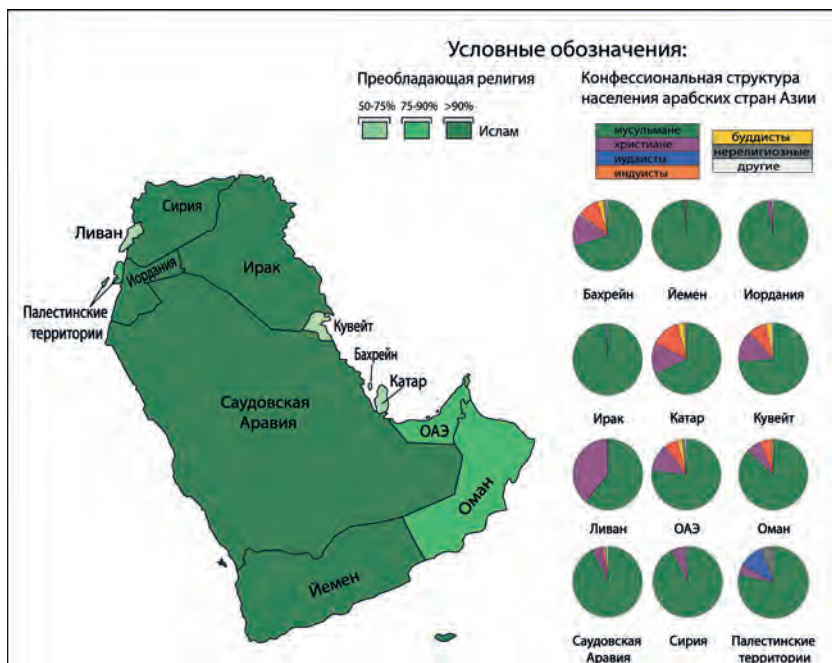 Условные обозначения:
Преобладающая религия
50-75% 75-90% >90%
Ислам
Конфессиональная структура
населения арабских стран Азии
мусульмане
христиане
иудаисты
индуисты
буддисты
нерелигиозные
другие
Сирия
Ливан
Иордания
Ирак
Палестинские
территории
Кувейт
Бахрейн
Катар
Саудовская
Аравия
ОАЭ
Оман
Йемен
Бахрейн Йемен Иордания
Ирак Катар Кувейт
Ливан ОАЭ Оман
Саудовская
Аравия
Сирия
Палестинские
территории